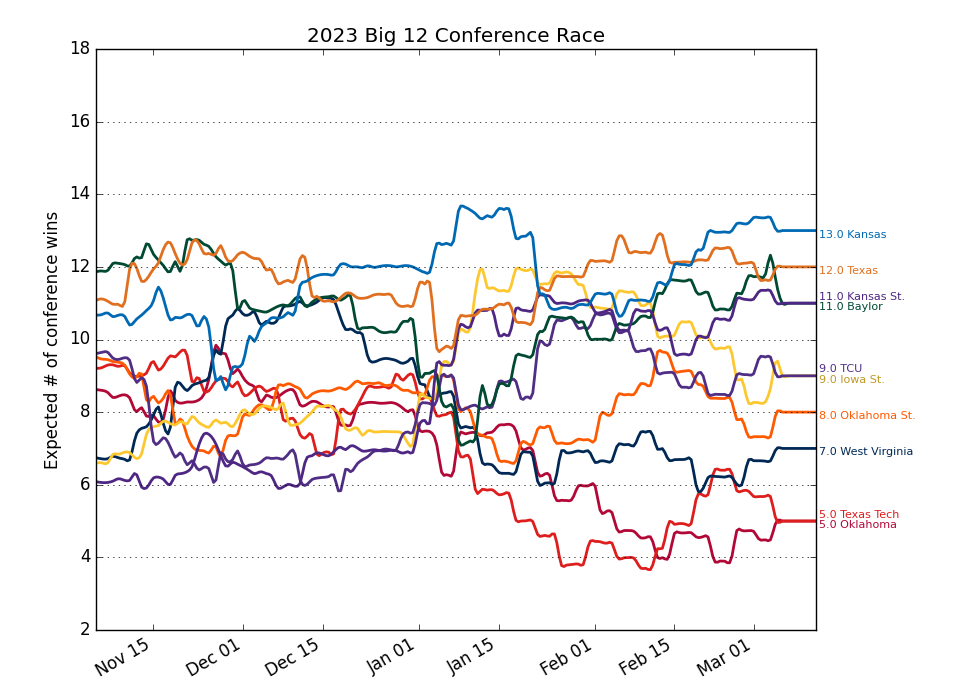 2023 Big 12 Conference Race
Expected # of conference wins
18
16
14
12
10
8
6
4
2
13.0 Kansas
12.0 Texas
11.0 Kansas St.
11.0 Baylor
9.0 TCU
9.0 Iowa St.
8.0 Oklahoma St.
7.0 West Virginia
5.0 Texas Tech
5.0 Oklahoma
Nov 15
Dec 01
Dec 15
Jan 01
Jan 15
Feb 01
Feb 15
Mar 01